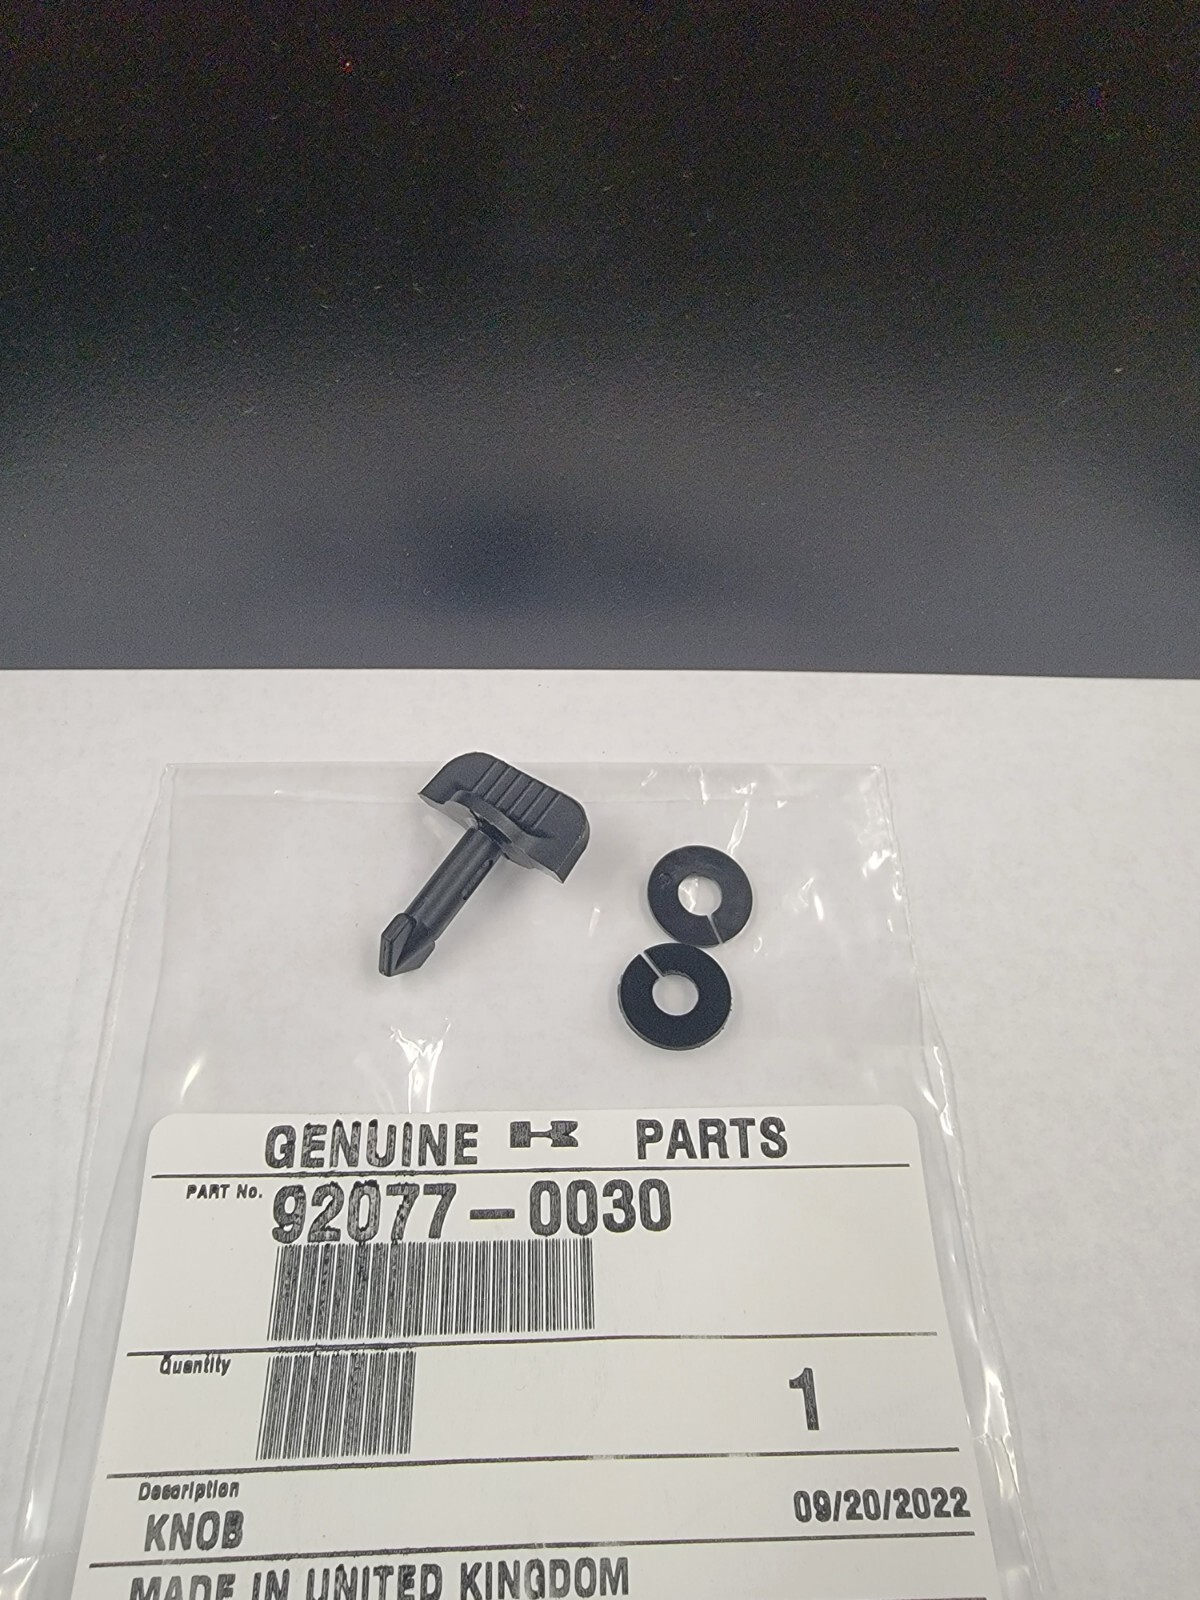 GENUINE PARTS
PART No. 92077-0030
Quantity 1
Description
KNOB 09/20/2022
MADE IN UNITED KINGDOM